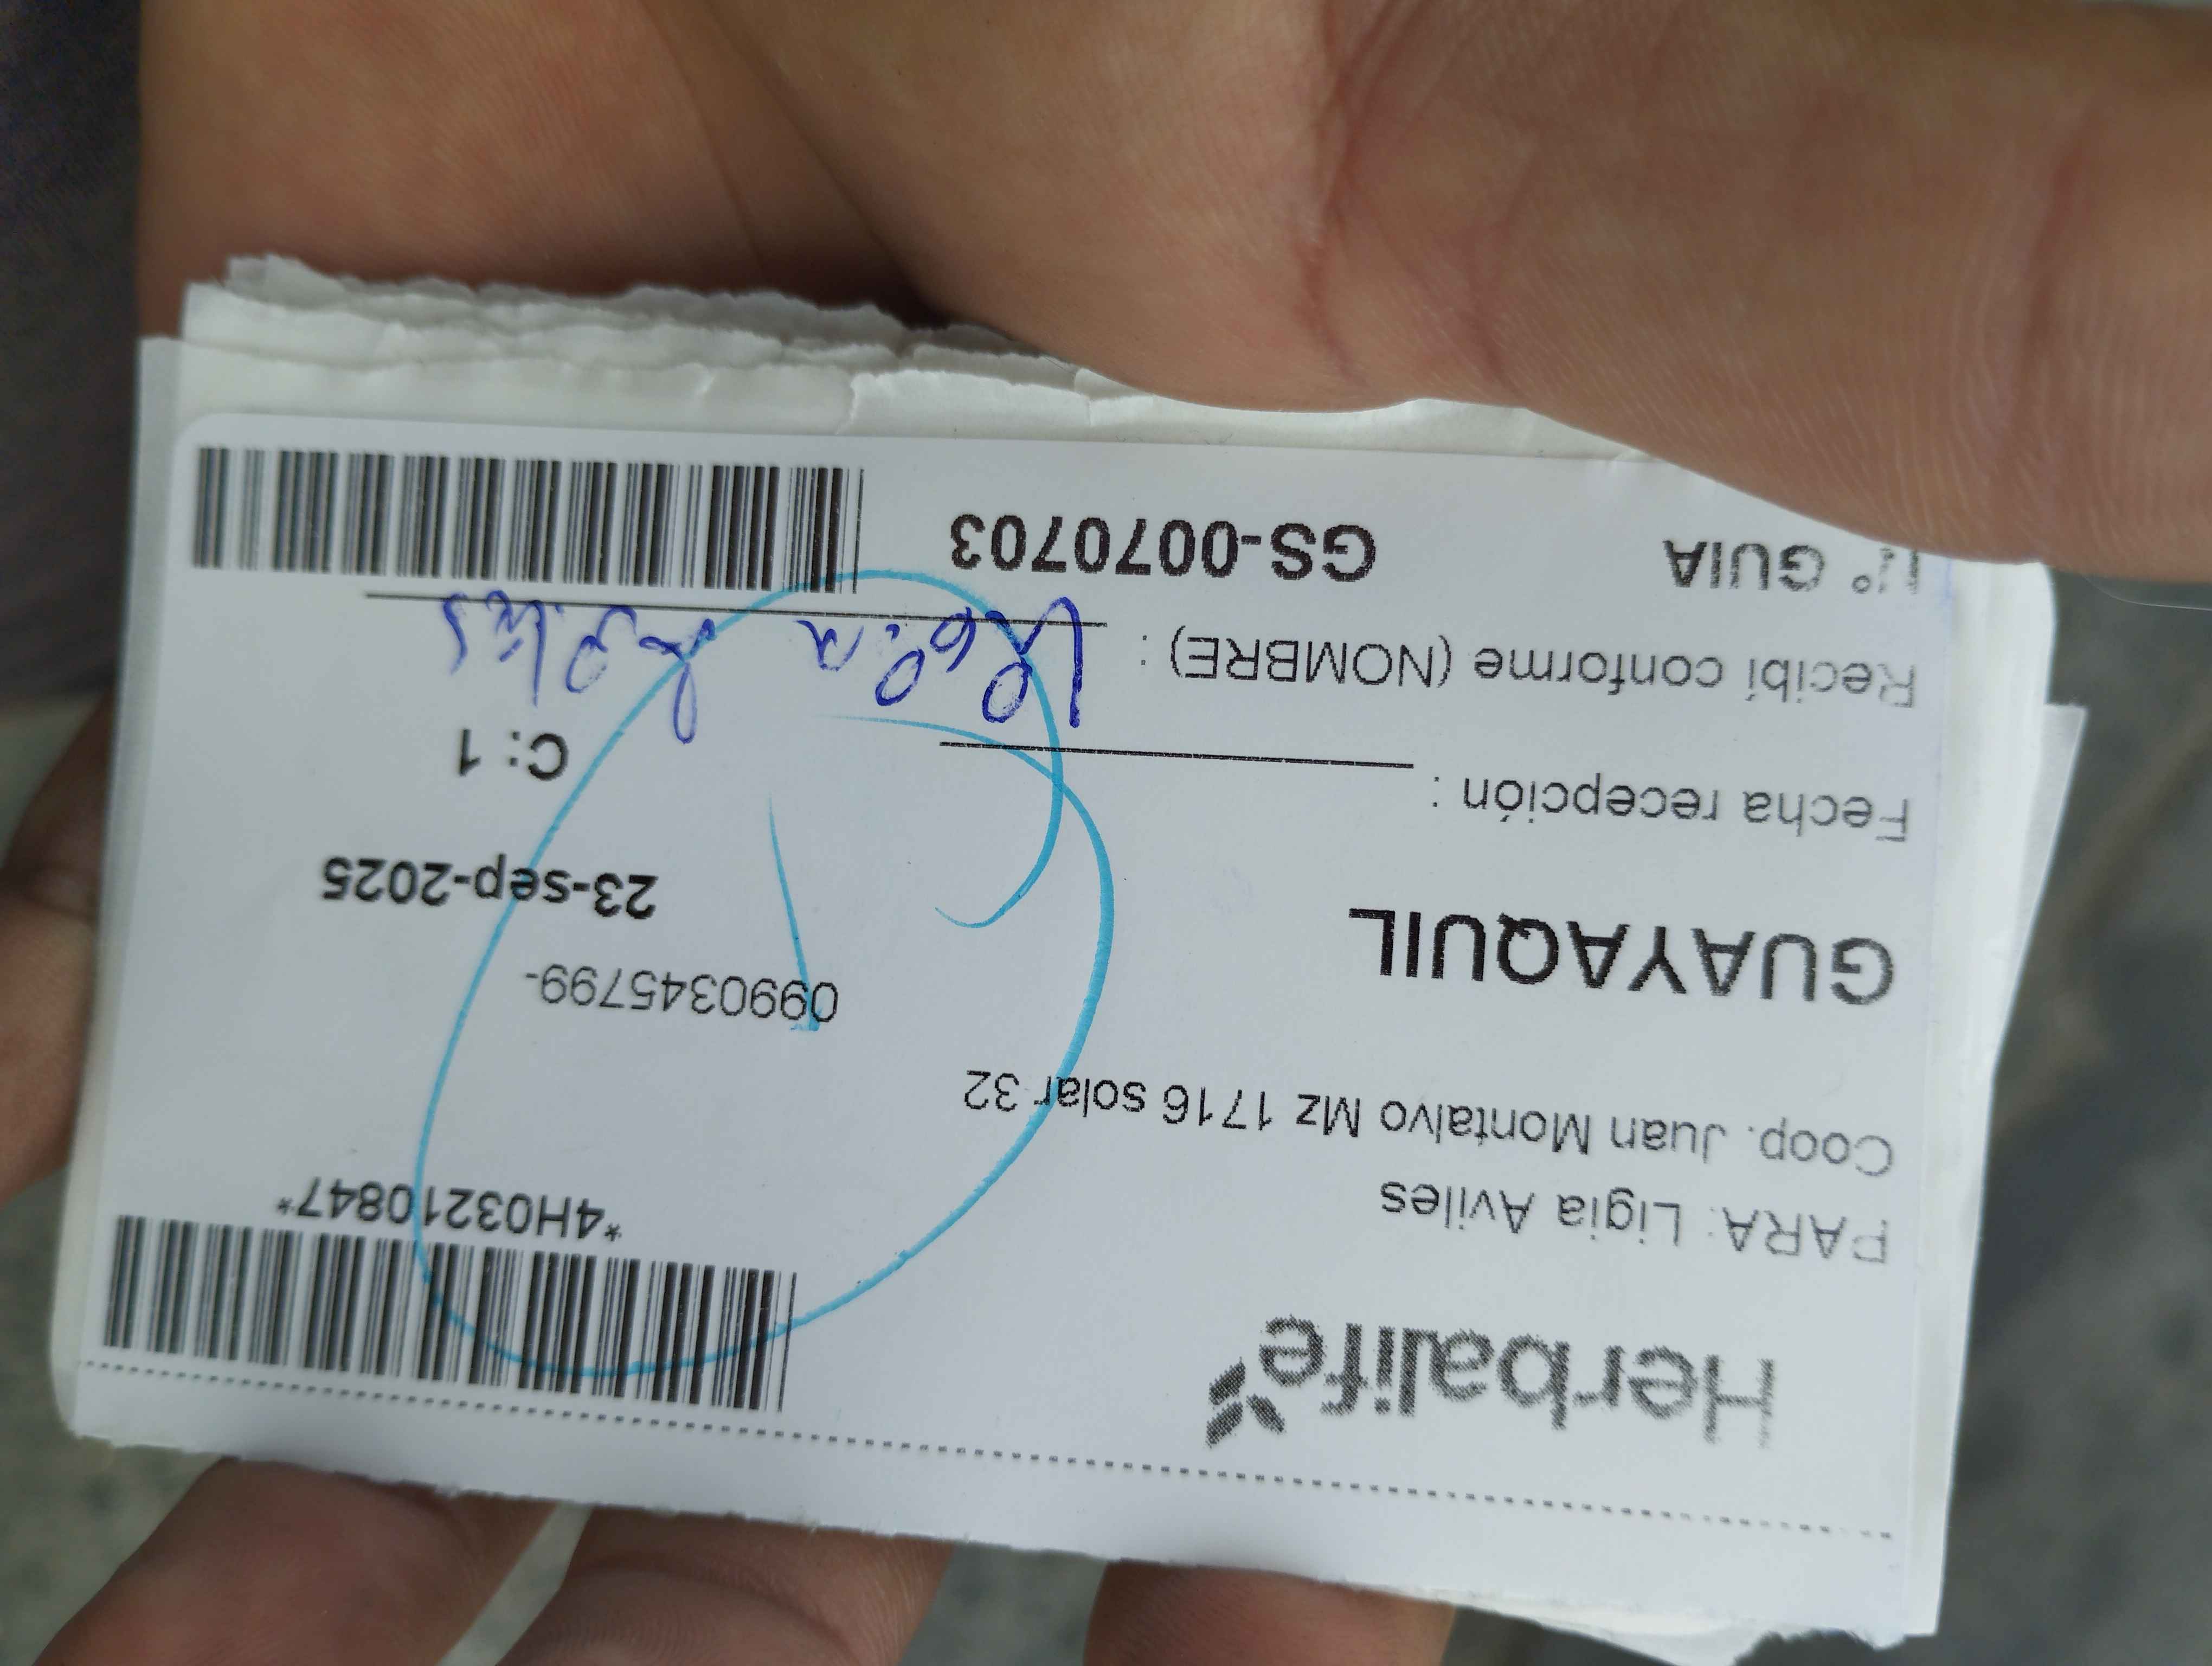 Herbalife
*4H03210847*
PARA: Ligia Aviles
Coop. Juan Montalvo Mz 1716 solar 32
0990345799-
GUAYAQUIL
23-sep-2025
Fecha recepción :
C: 1
Recibí conforme (NOMBRE) :
N° GUIA GS-0070703